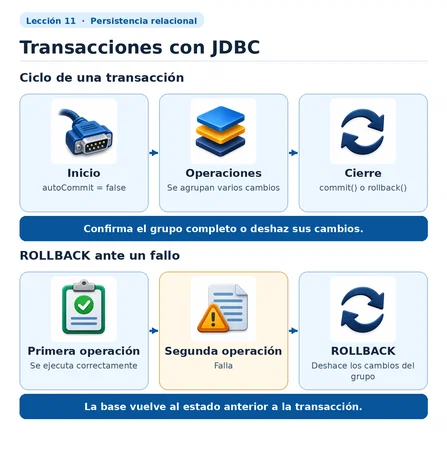 Lección 11 · Persistencia relacional
Transacciones con JDBC
Ciclo de una transacción
Inicio
autoCommit = false
Operaciones
Se agrupan varios cambios
Cierre
commit() o rollback()
Confirma el grupo completo o deshaz sus cambios.
ROLLBACK ante un fallo
Primera operación
Se ejecuta correctamente
Segunda operación
Falla
ROLLBACK
Deshace los cambios del
grupo
La base vuelve al estado anterior a la transacción.